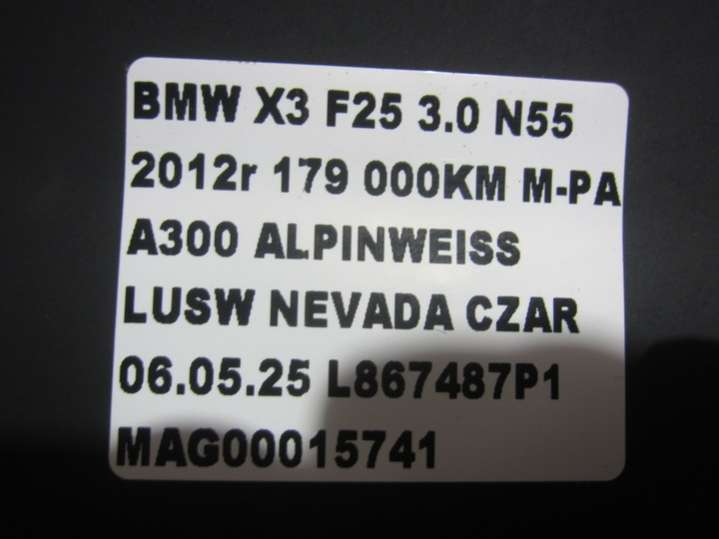 BMW X3 F25 3.0 N55
2012r 179 000KM M-PA
A300 ALPINWEISS
LUSW NEVADA CZAR
06.05.25 L867487P1
MAG00015741